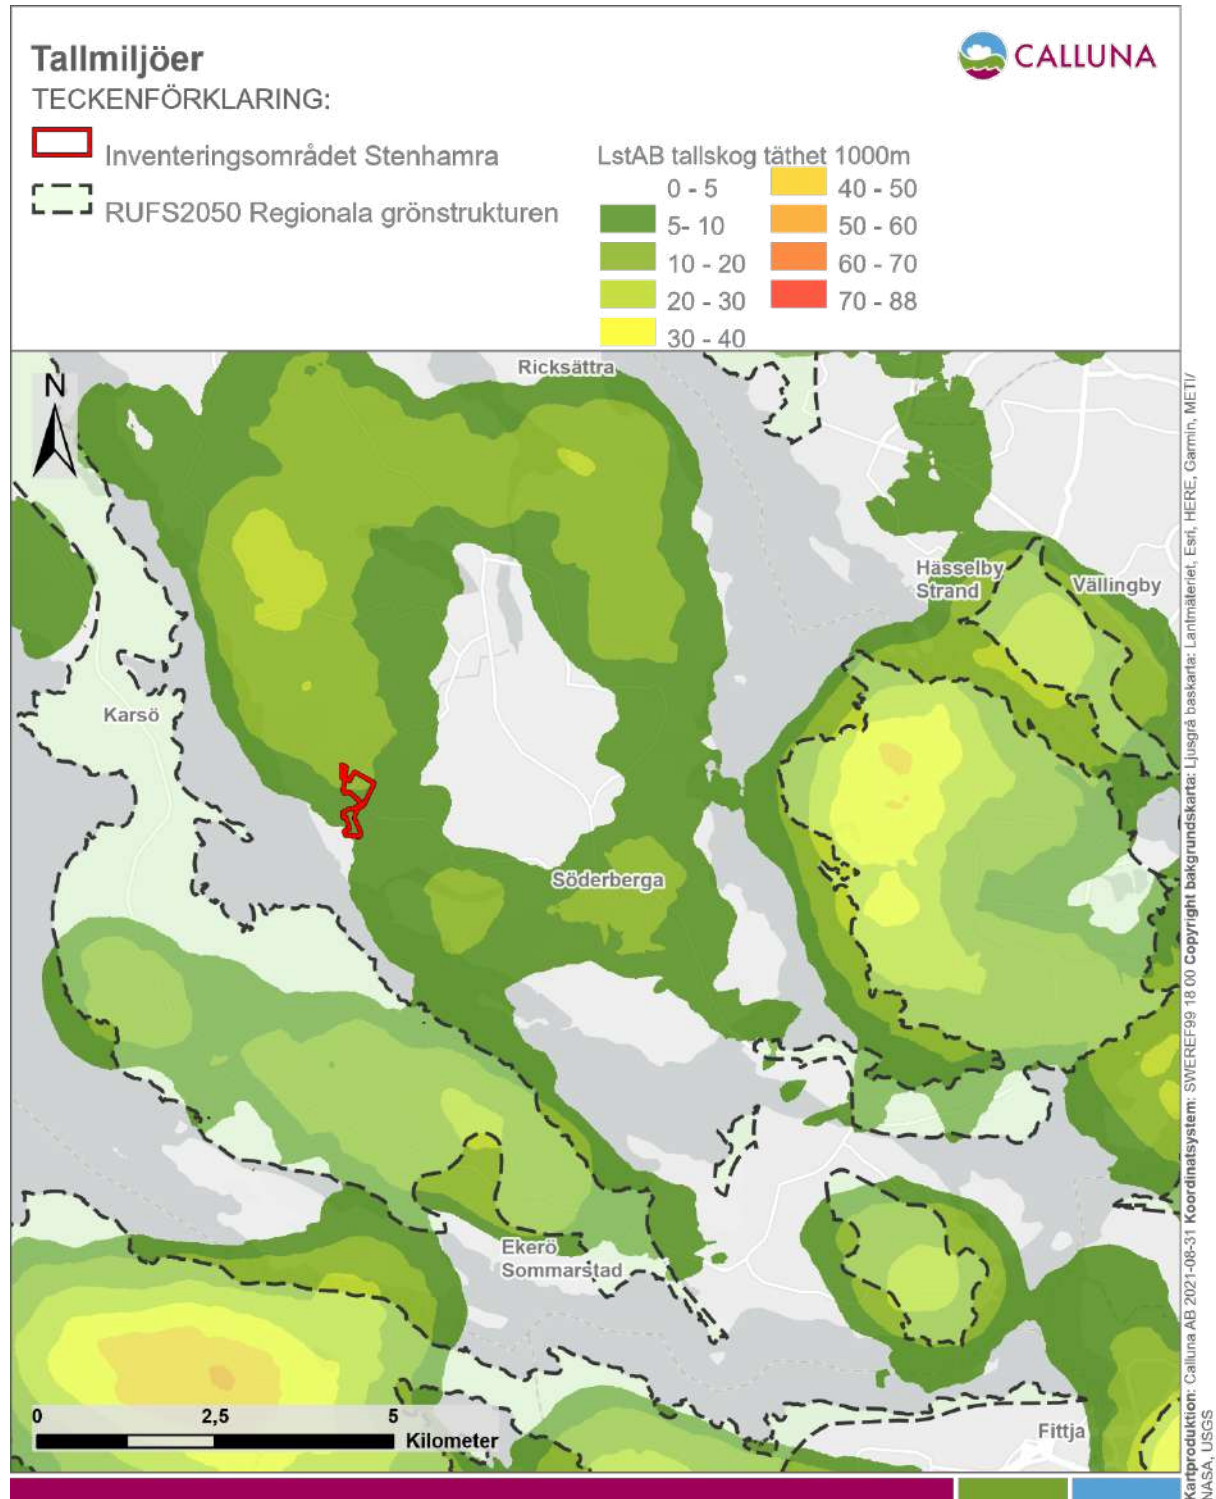 Tallmiljöer
CALLUNA
TECKENFÖRKLARING:
Inventeringsområdet Stenhamra
RUFS2050 Regionala grönstrukturen
LstAB tallskog täthet 1000m
0 - 5
5- 10
10 - 20
20 - 30
30 - 40
40 - 50
50 - 60
60 - 70
70 - 88
N
Ricksättra
Hässelby
Strand
Vällingby
Karsö
Söderberga
Ekerö
Sommarstad
Fittja
0 2,5 5
Kilometer
Kartproduktion: Calluna AB 2021-08-31 Koordinatsystem: SWEREF99 18 00 Copyright bakgrundskarta: Ljusgrå baskarta: Lantmäteriet, Esri, HERE, Garmin, METI/
NASA, USGS